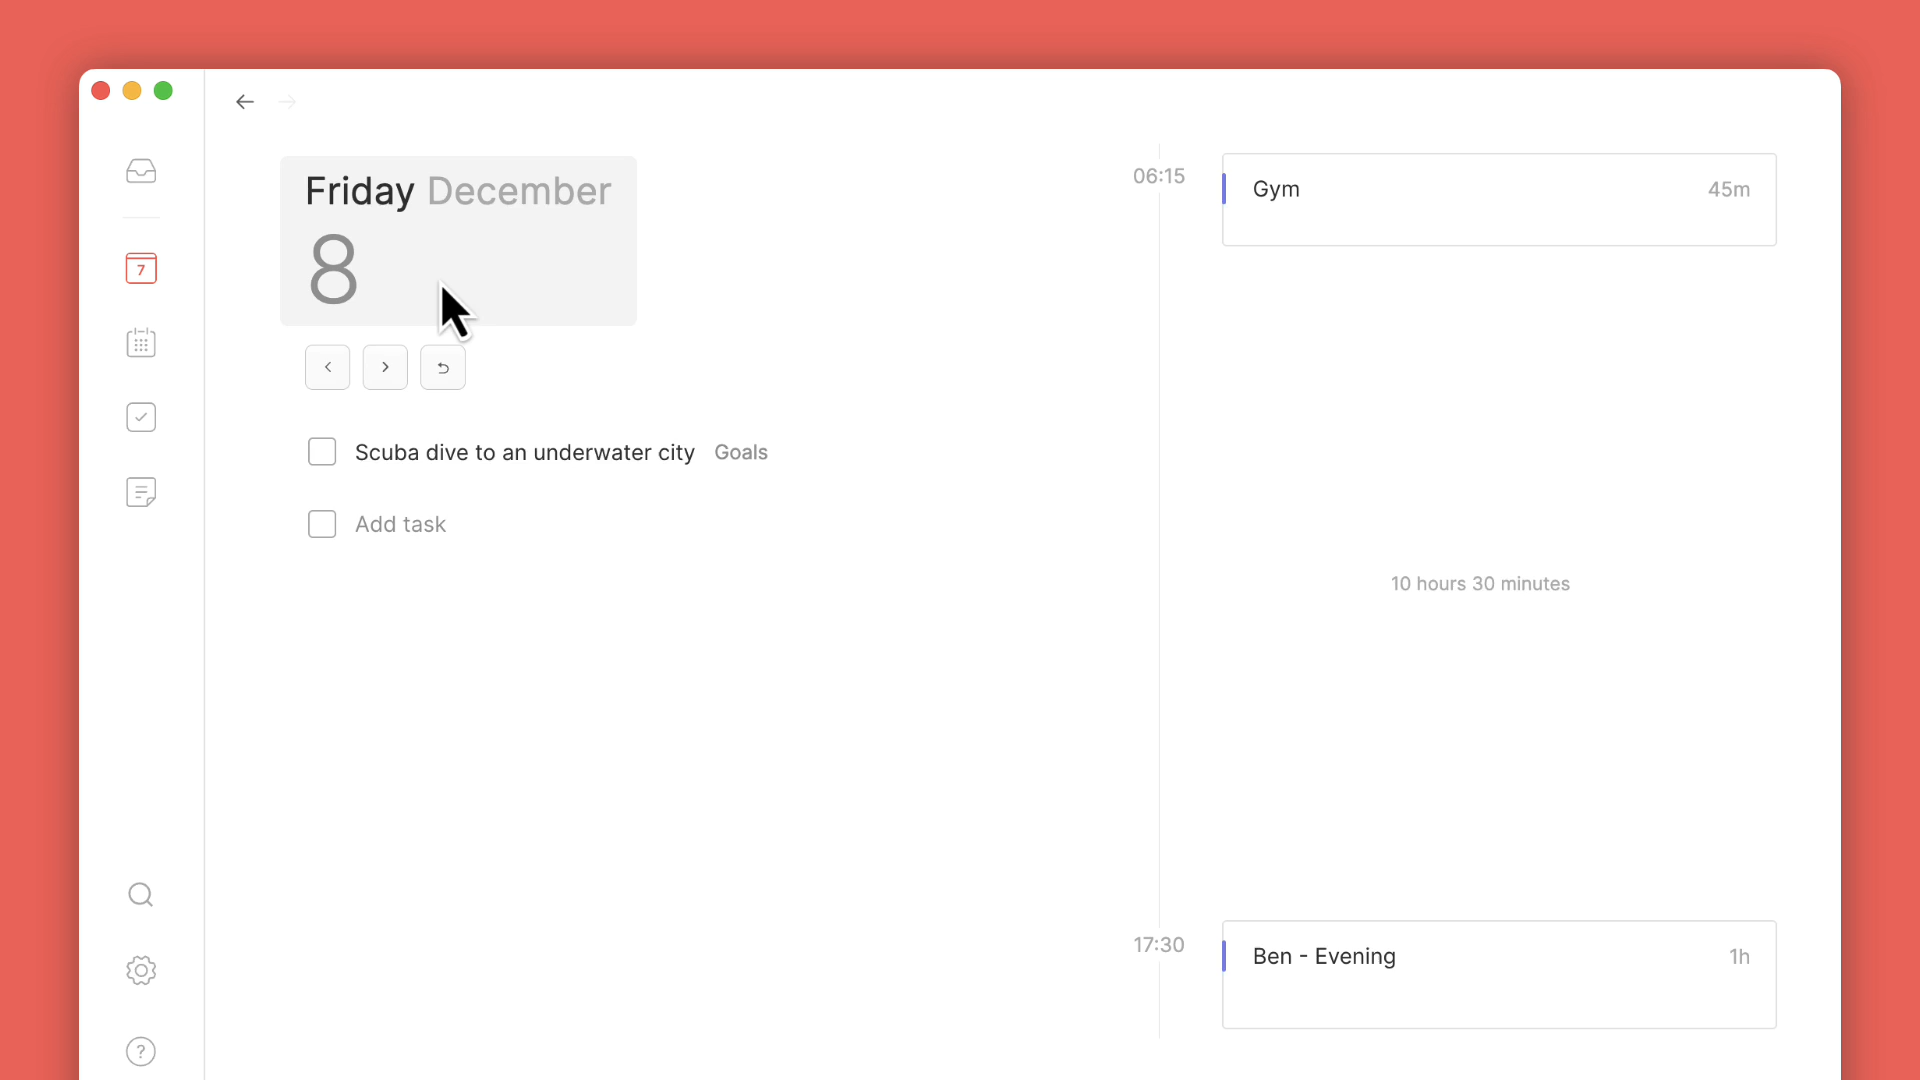 7
Friday December
8
Scuba dive to an underwater city Goals
Add task
06:15
Gym 45m
10 hours 30 minutes
17:30
Ben - Evening 1h
?